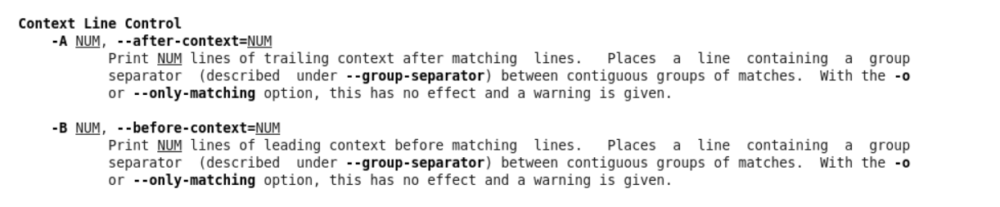 Context Line Control
-A NUM, --after-context=NUM
Print NUM lines of trailing context after matching lines. Places a line containing a group
separator (described under --group-separator) between contiguous groups of matches. With the -o
or --only-matching option, this has no effect and a warning is given.
-B NUM, --before-context=NUM
Print NUM lines of leading context before matching lines. Places a line containing a group
separator (described under --group-separator) between contiguous groups of matches. With the -o
or --only-matching option, this has no effect and a warning is given.